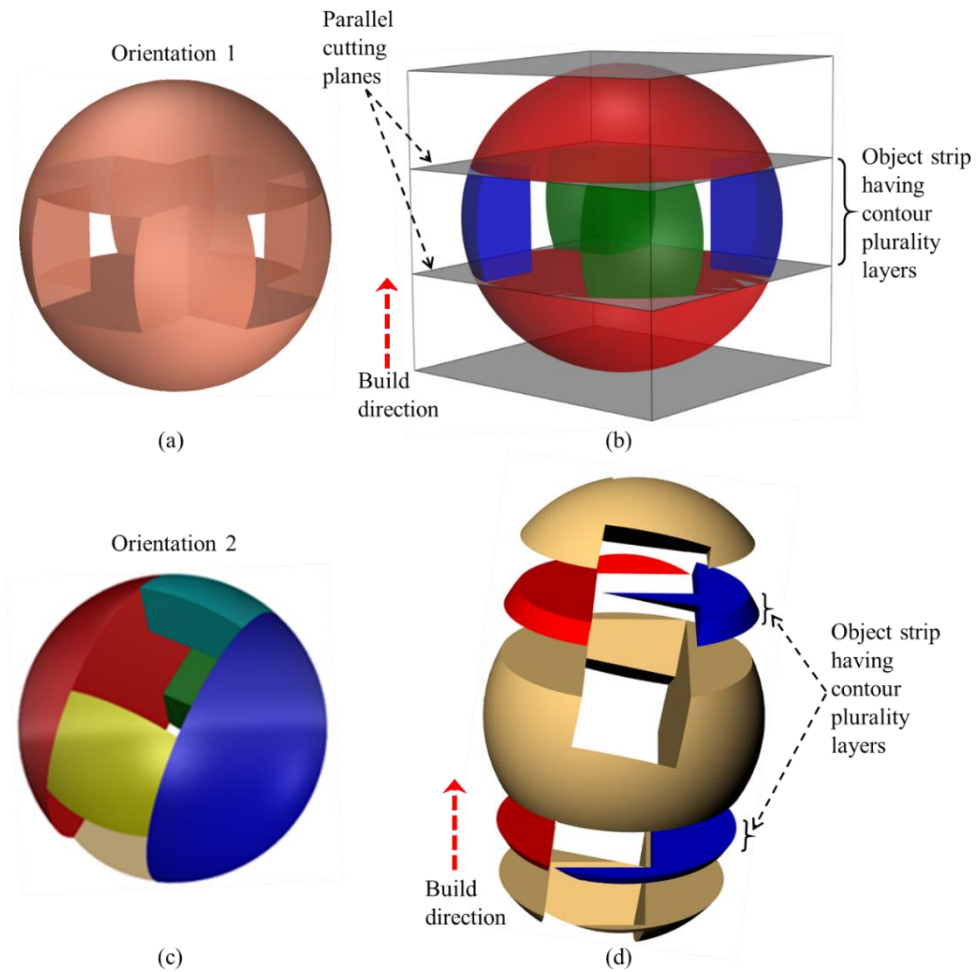 Orientation 1
Parallel
cutting
planes
Object strip
having
contour
plurality
layers
Build
direction
(a)
(b)
Orientation 2
Object strip
having
contour
plurality
layers
Build
direction
(c)
(d)